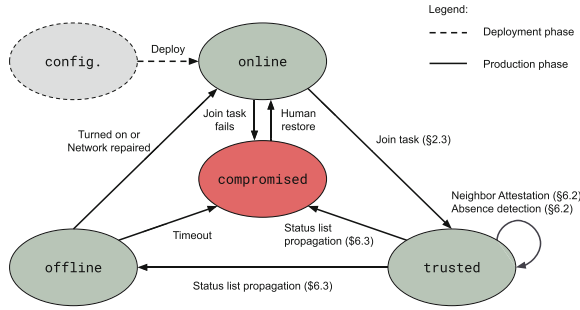 Legend:
Deployment phase
Production phase
config.
Deploy
online
Join task
fails
Human
restore
Turned on or
Network repaired
Join task (§2.3)
compromised
Neighbor Attestation (§6.2)
Absence detection (§6.2)
Timeout
Status list
propagation ($6.3)
offline
trusted
Status list propagation ($6.3)